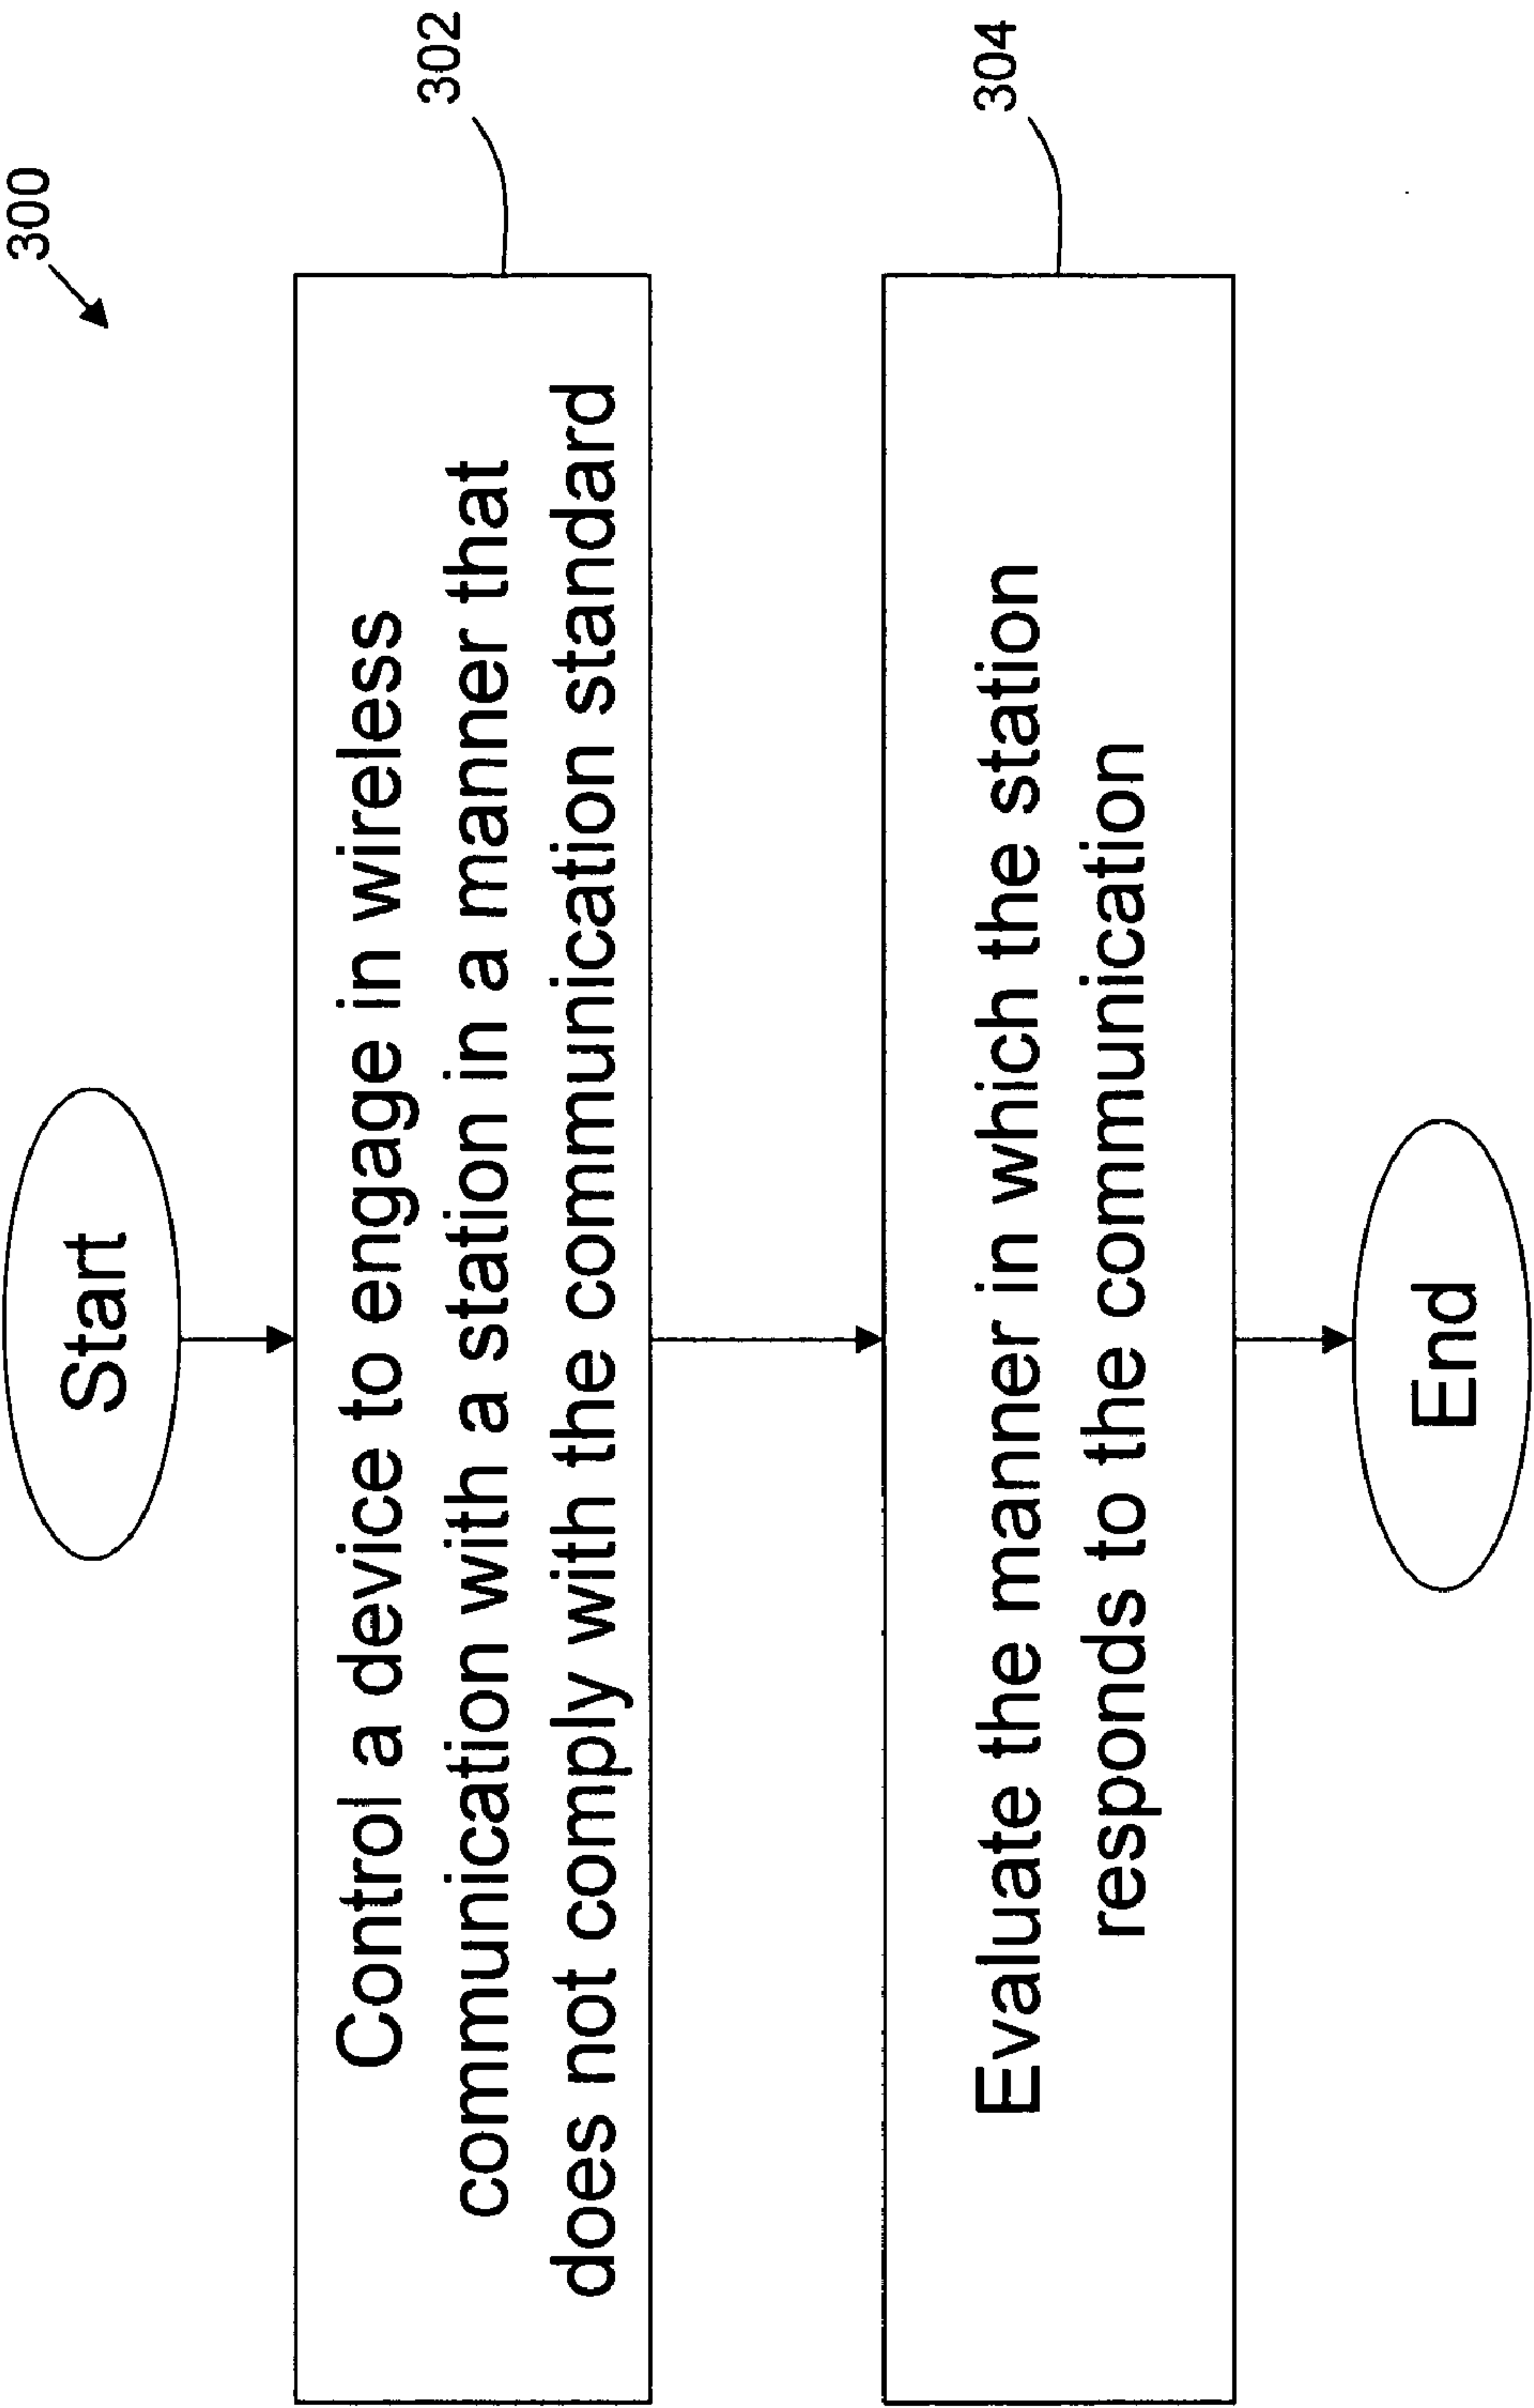 300
Start
Control a device to engage in wireless
communication with a station in a manner that
does not comply with the communication standard
302
Evaluate the manner in which the station
responds to the communication
304
End